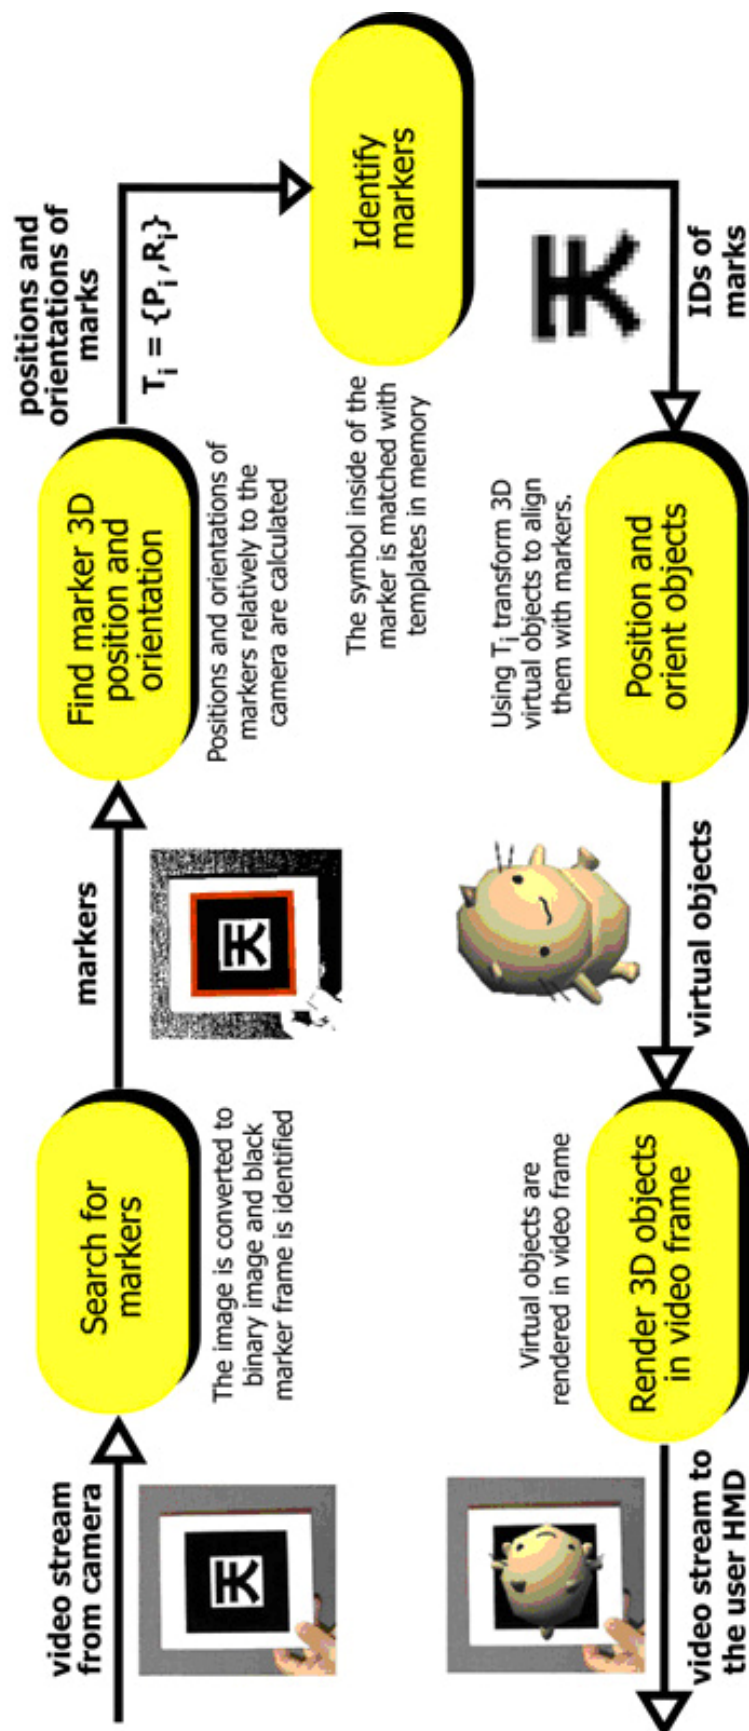 video stream
from camera
Search for
markers
The image is converted to
binary image and black
marker frame is identified
markers
Find marker 3D
position and
orientation
Positions and orientations of
markers relatively to the
camera are calculated
positions and
orientations of
marks
T i = {P i ,R i}
Identify
markers
The symbol inside of the
marker is matched with
templates in memory
IDs of
marks
Position and
orient objects
Using T i transform 3D
virtual objects to align
them with markers.
virtual objects
Render 3D objects
in video frame
Virtual objects are
rendered in video frame
video stream to
the user HMD
天
天
天